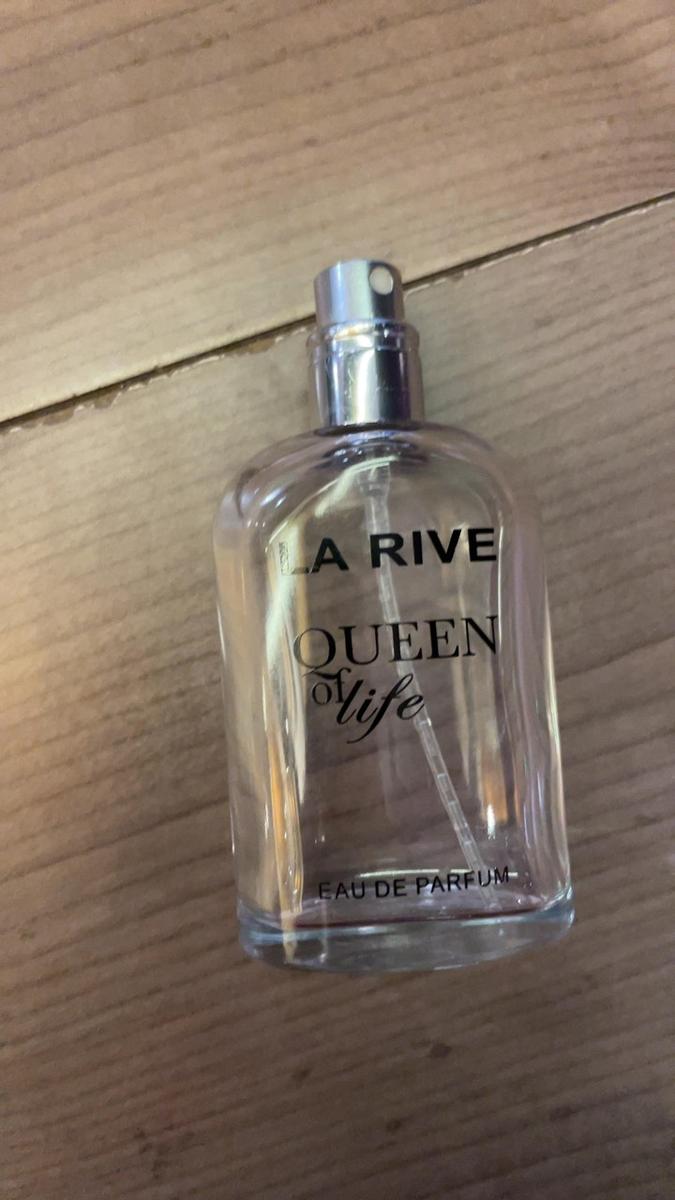 LA RIVE
QUEEN
of life
EAU DE PARFUM